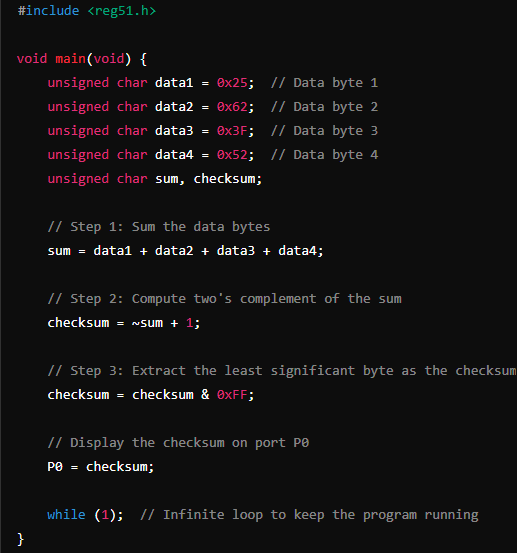 #include <reg51.h>
void main(void) {
unsigned char data1 = 0x25;  // Data byte 1
unsigned char data2 = 0x62;  // Data byte 2
unsigned char data3 = 0x3F;  // Data byte 3
unsigned char data4 = 0x52;  // Data byte 4
unsigned char sum, checksum;
// Step 1: Sum the data bytes
sum = data1 + data2 + data3 + data4;
// Step 2: Compute two's complement of the sum
checksum = ~sum + 1;
// Step 3: Extract the least significant byte as the checksum
checksum = checksum & 0xFF;
// Display the checksum on port P0
P0 = checksum;
while (1);  // Infinite loop to keep the program running
}